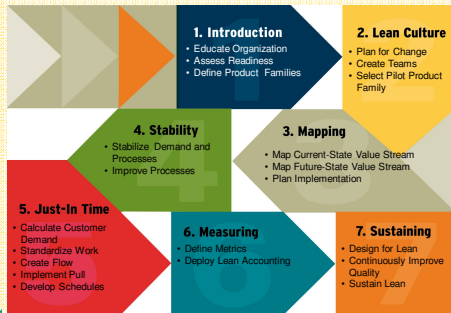 1. Introduction
• Educate Organization
• Assess Readiness
• Define Product Families
2. Lean Culture
• Plan for Change
• Create Teams
• Select Pilot Product
Family
3. Mapping
• Map Current-State Value Stream
• Map Future-State Value Stream
• Plan Implementation
4. Stability
• Stabilize Demand and
Processes
• Improve Processes
5. Just-In Time
• Calculate Customer
Demand
• Standardize Work
• Create Flow
• Implement Pull
• Develop Schedules
6. Measuring
• Define Metrics
• Deploy Lean Accounting
7. Sustaining
• Design for Lean
• Continuously Improve
Quality
• Sustain Lean